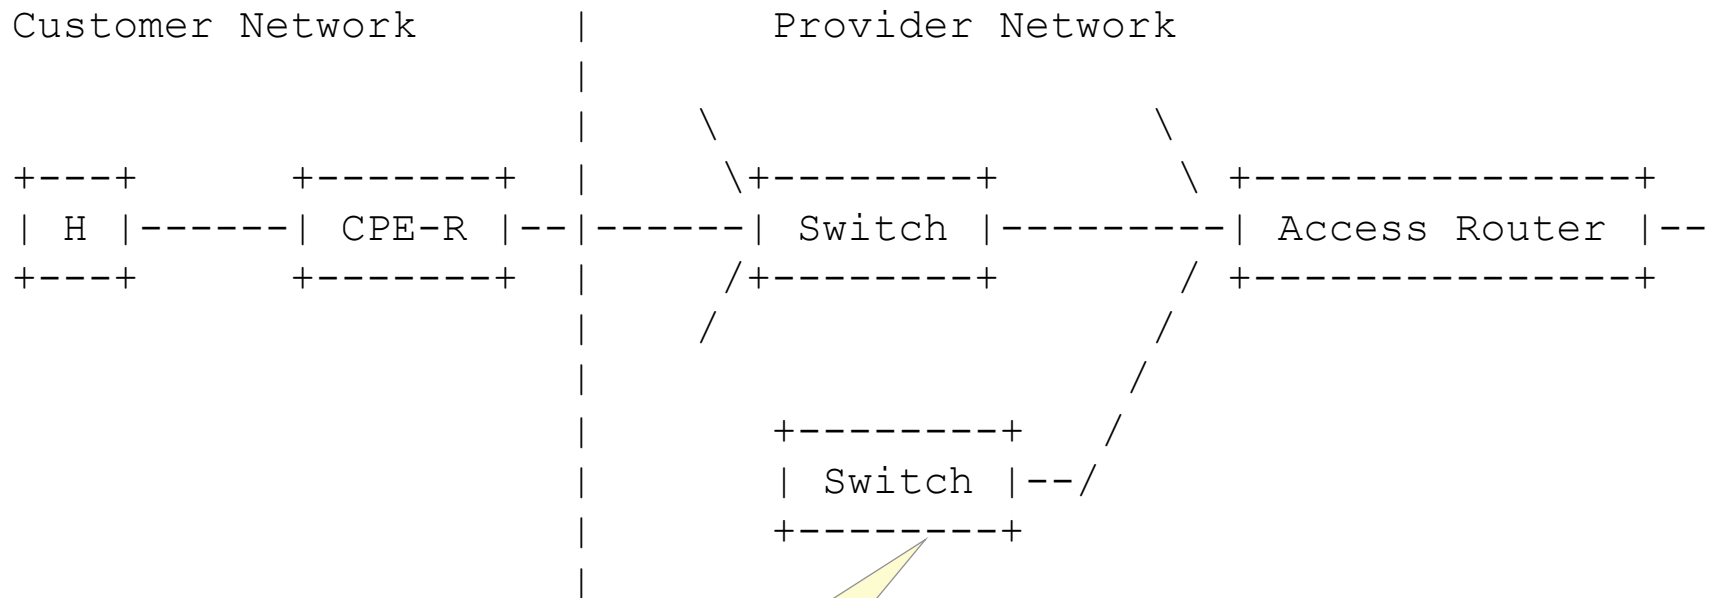 Customer Network            |       Provider Network
                      |
                      |    \                 \
+---+      +-------+  |     \+--------+       \ +---------------+
| H |------| CPE-R |--|------| Switch |---------| Access Router |--
+---+      +-------+  |     /+--------+       / +---------------+
                      |    /                 /
                      |                     /
                      |       +--------+   /
                      |       | Switch |--/
                      |       +--------+
                      |